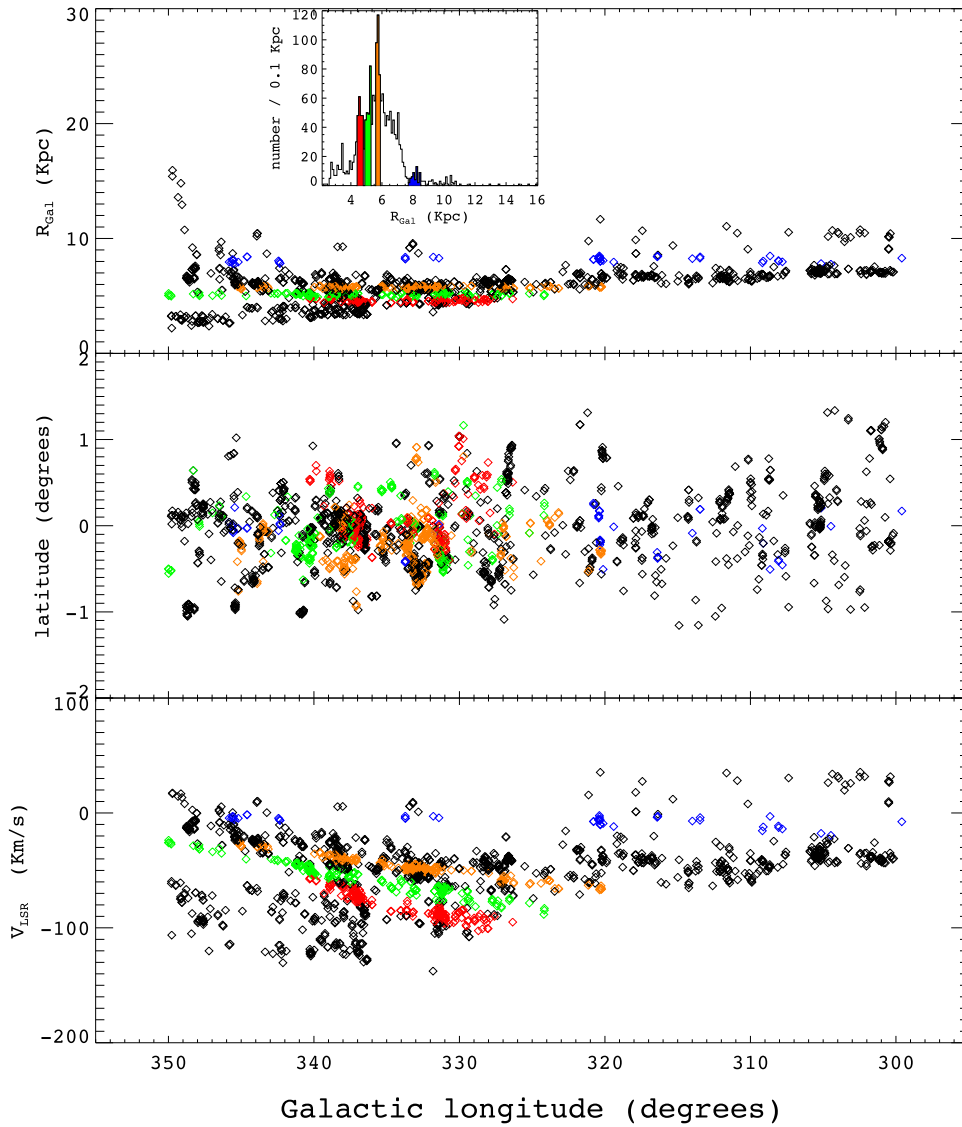 30
20
10
0
R_Gal (Kpc)
120
100
80
60
40
20
0
number / 0.1 Kpc
4 6 8 10 12 14 16
R_Gal (Kpc)
2
1
0
−1
−2
latitude (degrees)
100
0
−100
−200
V_LSR (Km/s)
350 340 330 320 310 300
Galactic longitude (degrees)